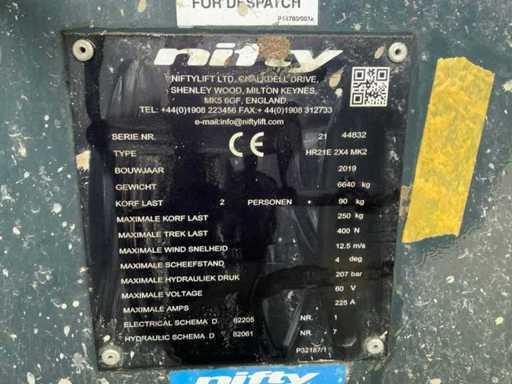 FOR DESPATCH
P14785/001a
nifty
NIFTYLIFT LTD, CHALKDELL DRIVE,
SHENLEY WOOD, MILTON KEYNES,
MK5 6GF, ENGLAND.
TEL: +44(0)1908 223456 FAX + 44(0)1908 312733
e-mail:info@niftylift.com
CE
SERIE NR. 21 44832
TYPE HR21E 2X4 MK2
BOUWJAAR 2019
GEWICHT 6640 kg
KORF LAST 2 PERSONEN + 90 kg
MAXIMALE KORF LAST 250 kg
MAXIMALE TREK LAST 400 N
MAXIMALE WIND SNELHEID 12.5 m/s
MAXIMALE SCHEEFSTAND 4 deg
MAXIMALE HYDRAULIEK DRUK 207 bar
MAXIMALE VOLTAGE 60 V
MAXIMALE AMPS 225 A
ELECTRICAL SCHEMA D 82205 NR. 1
HYDRAULIC SCHEMA D 82061 NR. 7
P32187/1
nifty